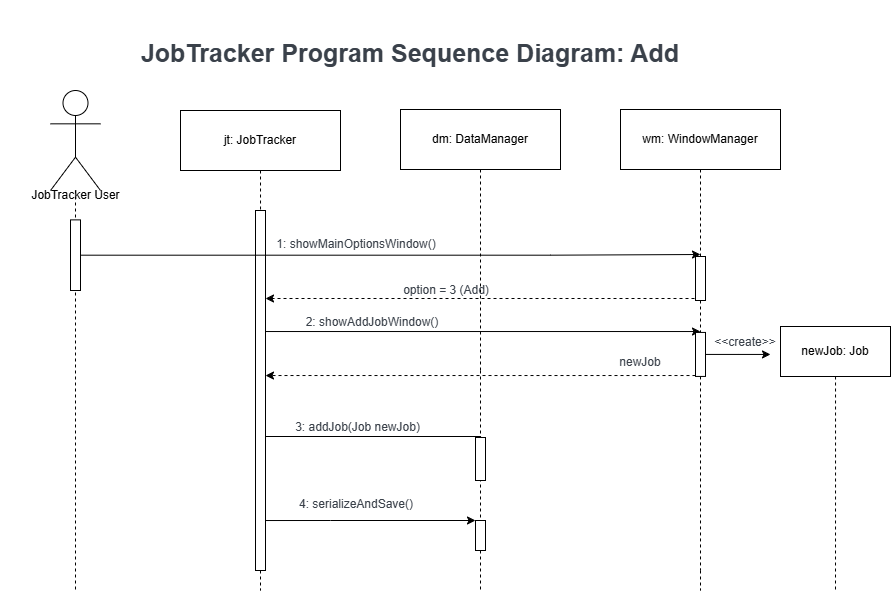 JobTracker Program Sequence Diagram: Add
jt: JobTracker
dm: DataManager
wm: WindowManager
JobTracker User
1: showMainOptionsWindow()
option = 3 (Add)
2: showAddJobWindow()
<<create>>
newJob: Job
newJob
3: addJob(Job newJob)
4: serializeAndSave()